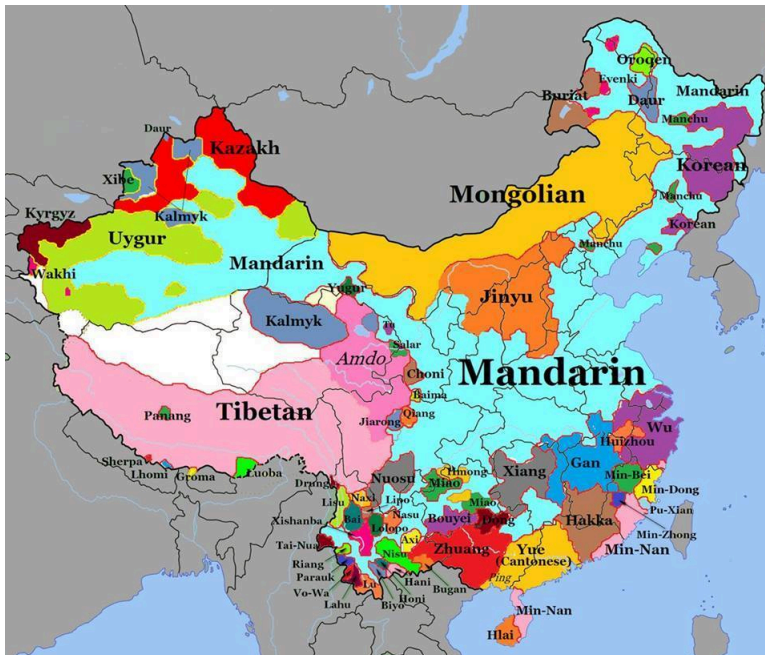 Oroqen
Evenki
Mandarin
Buriat
Daur
Manchu
Daur
Kazakh
Korean
Xibe
Mongolian
Manchu
Kyrgyz
Kalmyk
Korean
Uygur
Manchu
Wakhi
Mandarin
Yugur
Jinyu
Kalmyk
Tu
Salar
Amdo
Choni
Mandarin
Baima
Panang
Tibetan
Qiang
Jiarong
Wu
Huizhou
Sherpa
Lhomi
Groma
Luoba
Drung
Nuosu
Hmong
Mino
Xiang
Gan
Min-Bei
Min-Dong
Lisu
Naxi
Lipo
Miao
Pu-Xian
Xishanba
Bai
Nasu
Lolopo
Bouyei
Dong
Hakka
Min-Zhong
Tai-Nua
Axi
Nisu
Zhuang
Yue
(Cantonese)
Min-Nan
Riang
Parauk
Ping
Vo-Wa
Lahu
Lu
Biyo
Honi
Hani
Bugan
Min-Nan
Hlai